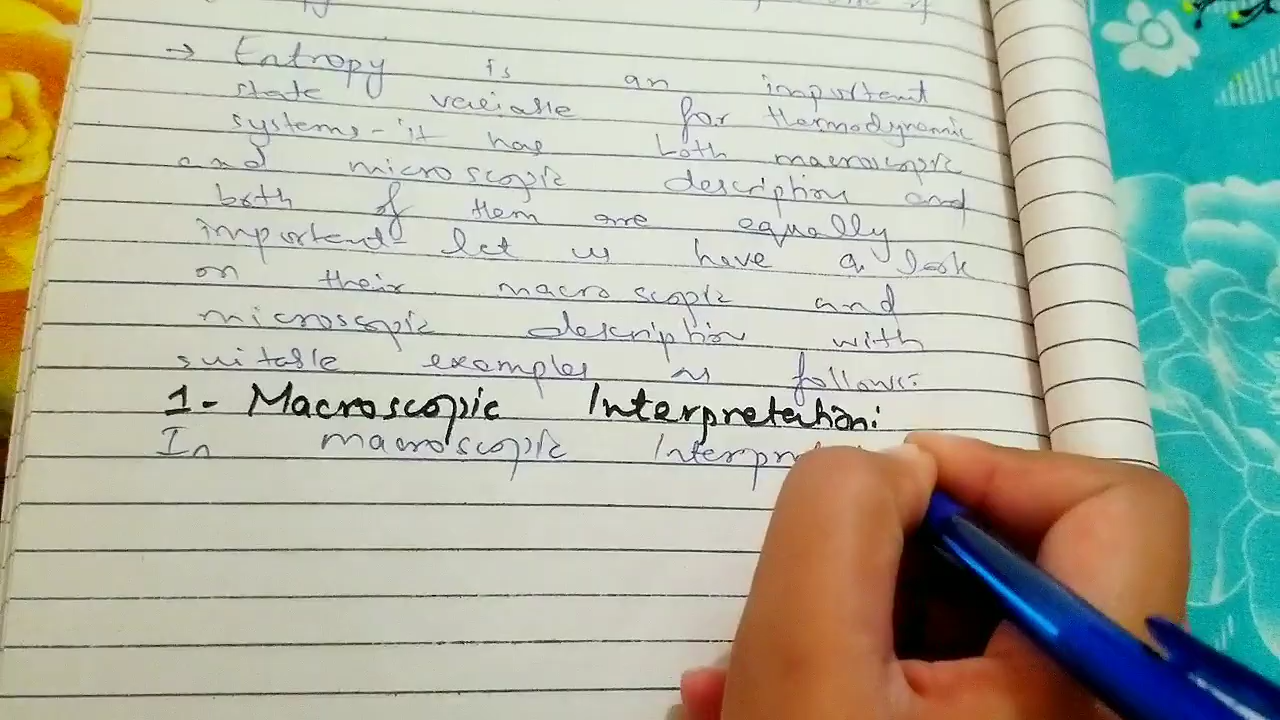 → Entropy is an important
state variable for thermodynamic
systems - it has both macroscopic
and microscopic description and
both of them are equally
important - let us have a look
on their macroscopic and
microscopic description with
suitable examples as follows:
1- Macroscopic Interpretation:
In macroscopic